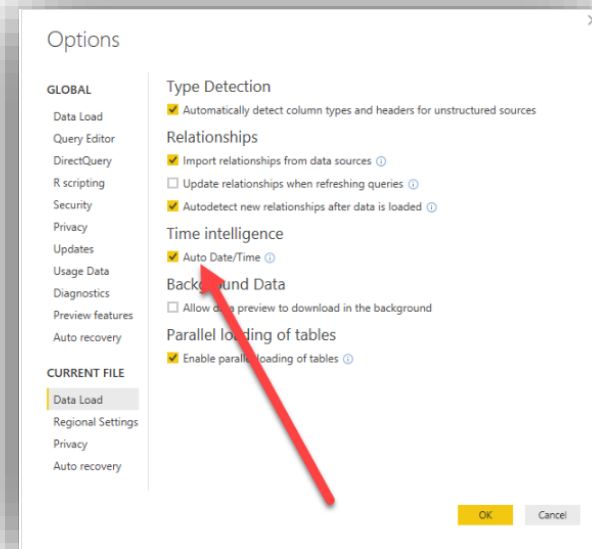 Options
GLOBAL
Data Load
Query Editor
DirectQuery
R scripting
Security
Privacy
Updates
Usage Data
Diagnostics
Preview features
Auto recovery
CURRENT FILE
Data Load
Regional Settings
Privacy
Auto recovery
Type Detection
Automatically detect column types and headers for unstructured sources
Relationships
Import relationships from data sources
Update relationships when refreshing queries
Autodetect new relationships after data is loaded
Time intelligence
Auto Date/Time
Background Data
Allow data preview to download in the background
Parallel loading of tables
Enable parallel loading of tables
OK
Cancel